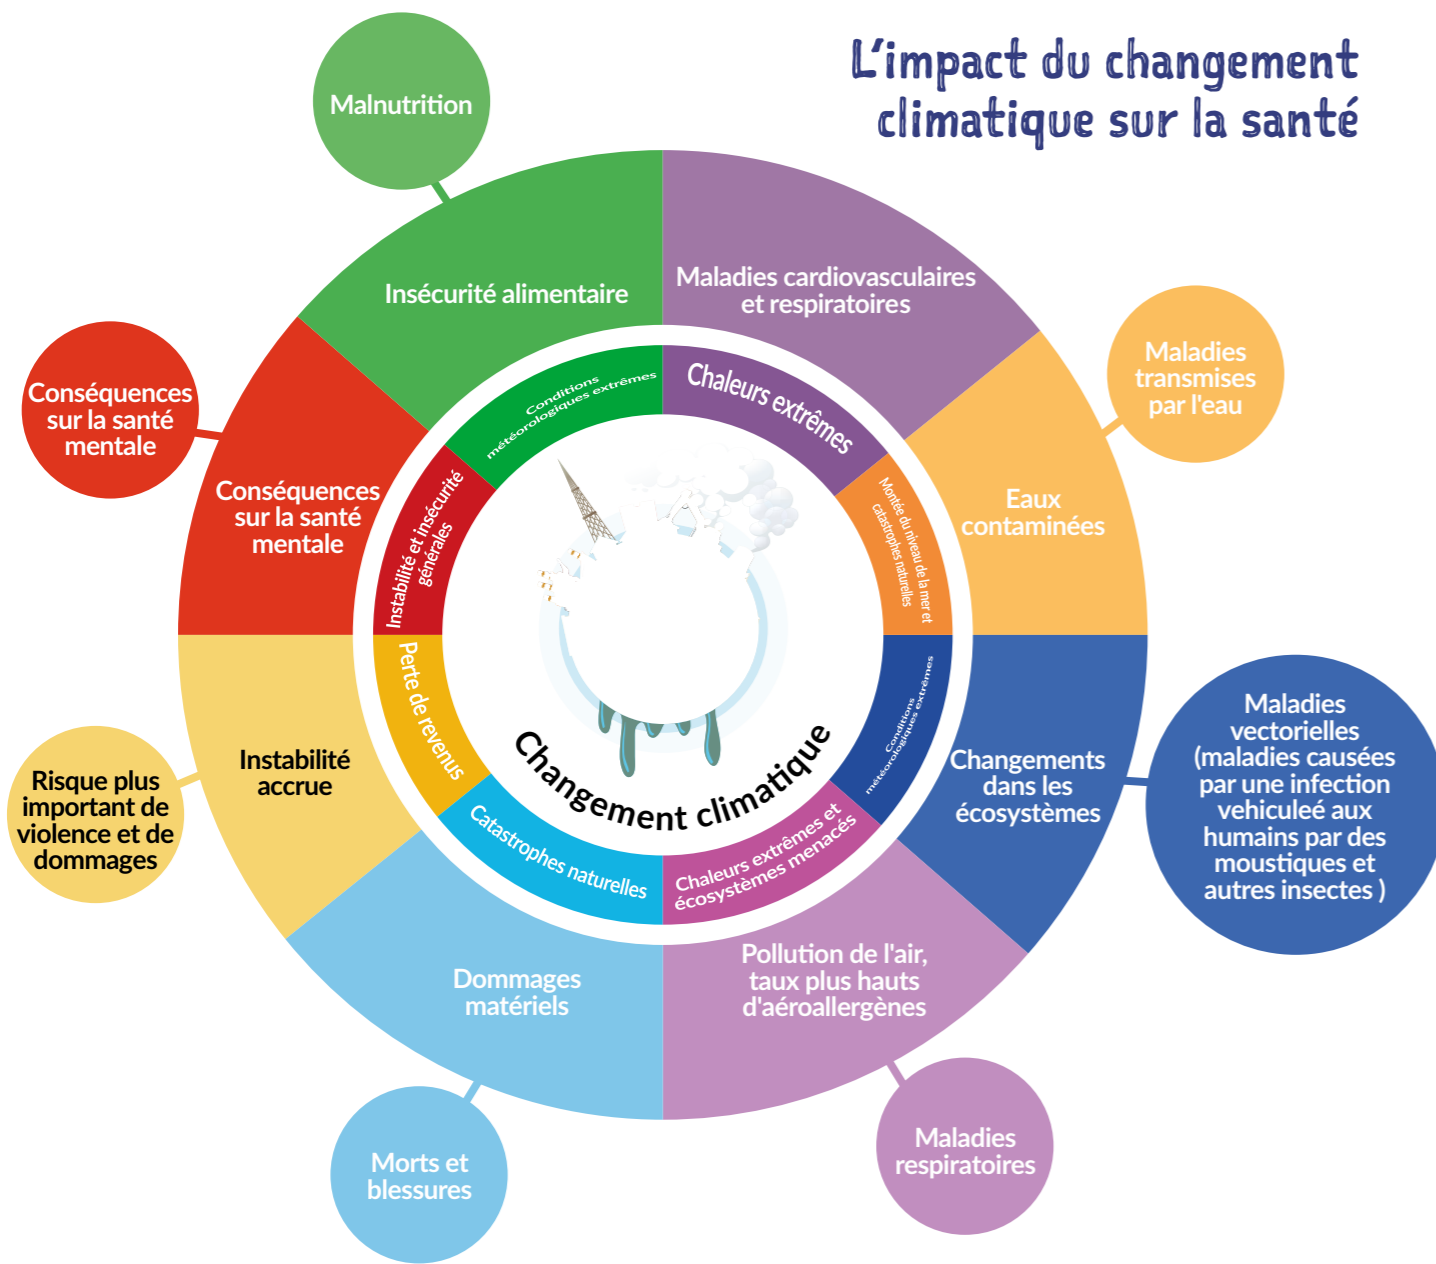 L'impact du changement
climatique sur la santé
Malnutrition
Insécurité alimentaire
Conditions
météorologiques extrêmes
Maladies cardiovasculaires
et respiratoires
Chaleurs extrêmes
Maladies
transmises
par l'eau
Eaux
contaminées
Montée du niveau de la mer et
catastrophes naturelles
Maladies
vectorielles
(maladies causées
par une infection
vehiculeé aux
humains par des
moustiques et
autres insectes )
Changements
dans les
écosystèmes
Conditions
météorologiques extrêmes
Maladies
respiratoires
Pollution de l'air,
taux plus hauts
d'aéroallergènes
Chaleurs extrêmes et
écosystèmes menacés
Morts et
blessures
Dommages
matériels
Catastrophes naturelles
Risque plus
important de
violence et de
dommages
Instabilité
accrue
Perte de revenus
Conséquences
sur la santé
mentale
Conséquences
sur la santé
mentale
Instabilité et insécurité
générales
Changement climatique